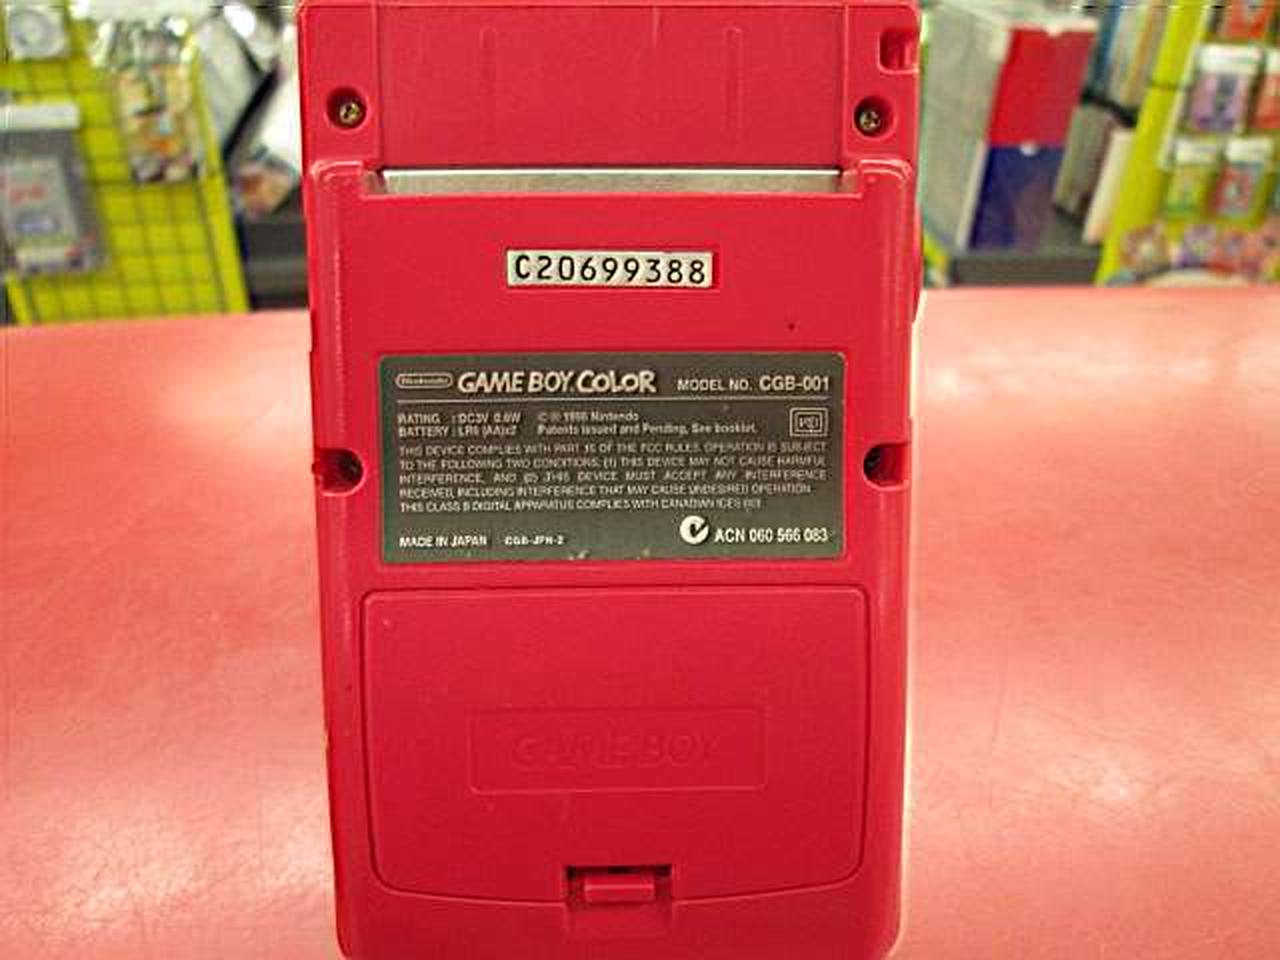 C20699388
Nintendo GAME BOY COLOR MODEL NO. CGB-001
RATING : DC3V 0.6W © ® 1998 Nintendo
BATTERY : LR6 (AA)x2 Patents issued and Pending, See booklet.
THIS DEVICE COMPLIES WITH PART 15 OF THE FCC RULES. OPERATION IS SUBJECT
TO THE FOLLOWING TWO CONDITIONS: (1) THIS DEVICE MAY NOT CAUSE HARMFUL
INTERFERENCE, AND (2) THIS DEVICE MUST ACCEPT ANY INTERFERENCE
RECEIVED, INCLUDING INTERFERENCE THAT MAY CAUSE UNDESIRED OPERATION.
THIS CLASS B DIGITAL APPARATUS COMPLIES WITH CANADIAN ICES-003.
MADE IN JAPAN CGB-JPN-2 ACN 060 566 083
GAME BOY